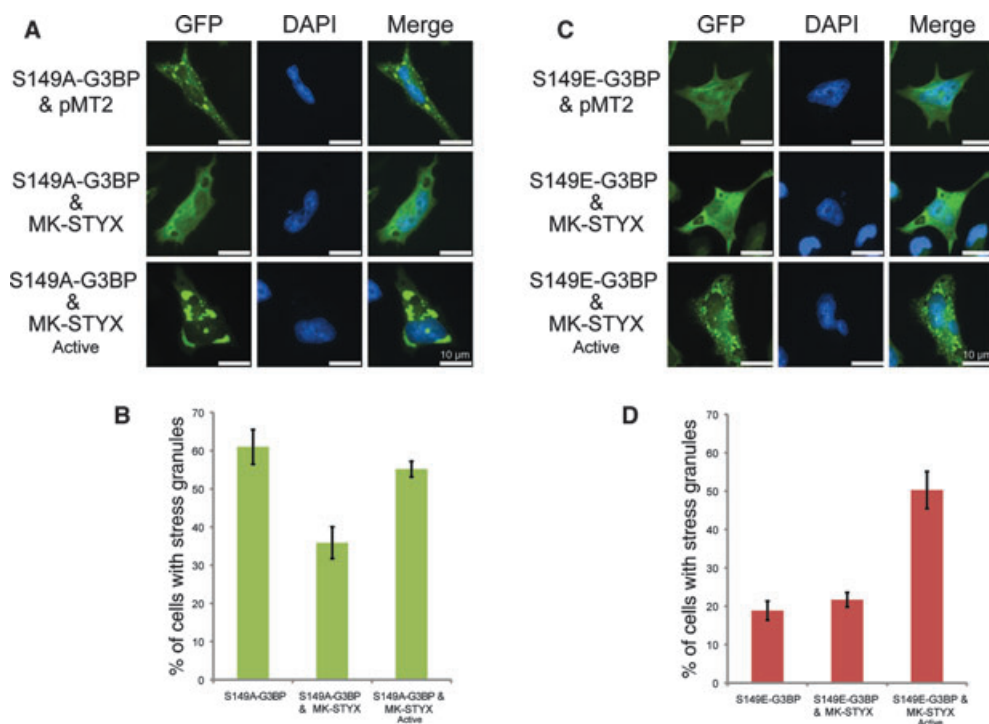 A
GFP DAPI Merge
S149A-G3BP
& pMT2
S149A-G3BP
&
MK-STYX
S149A-G3BP
&
MK-STYX
Active
10 µm
C
GFP DAPI Merge
S149E-G3BP
& pMT2
S149E-G3BP
&
MK-STYX
S149E-G3BP
&
MK-STYX
Active
10 µm
B
% of cells with stress granules
70
60
50
40
30
20
10
0
S149A-G3BP
S149A-G3BP
& MK-STYX
S149A-G3BP &
MK-STYX
Active
D
% of cells with stress granules
70
60
50
40
30
20
10
0
S149E-G3BP
S149E-G3BP
& MK-STYX
S149E-G3BP &
MK-STYX
Active